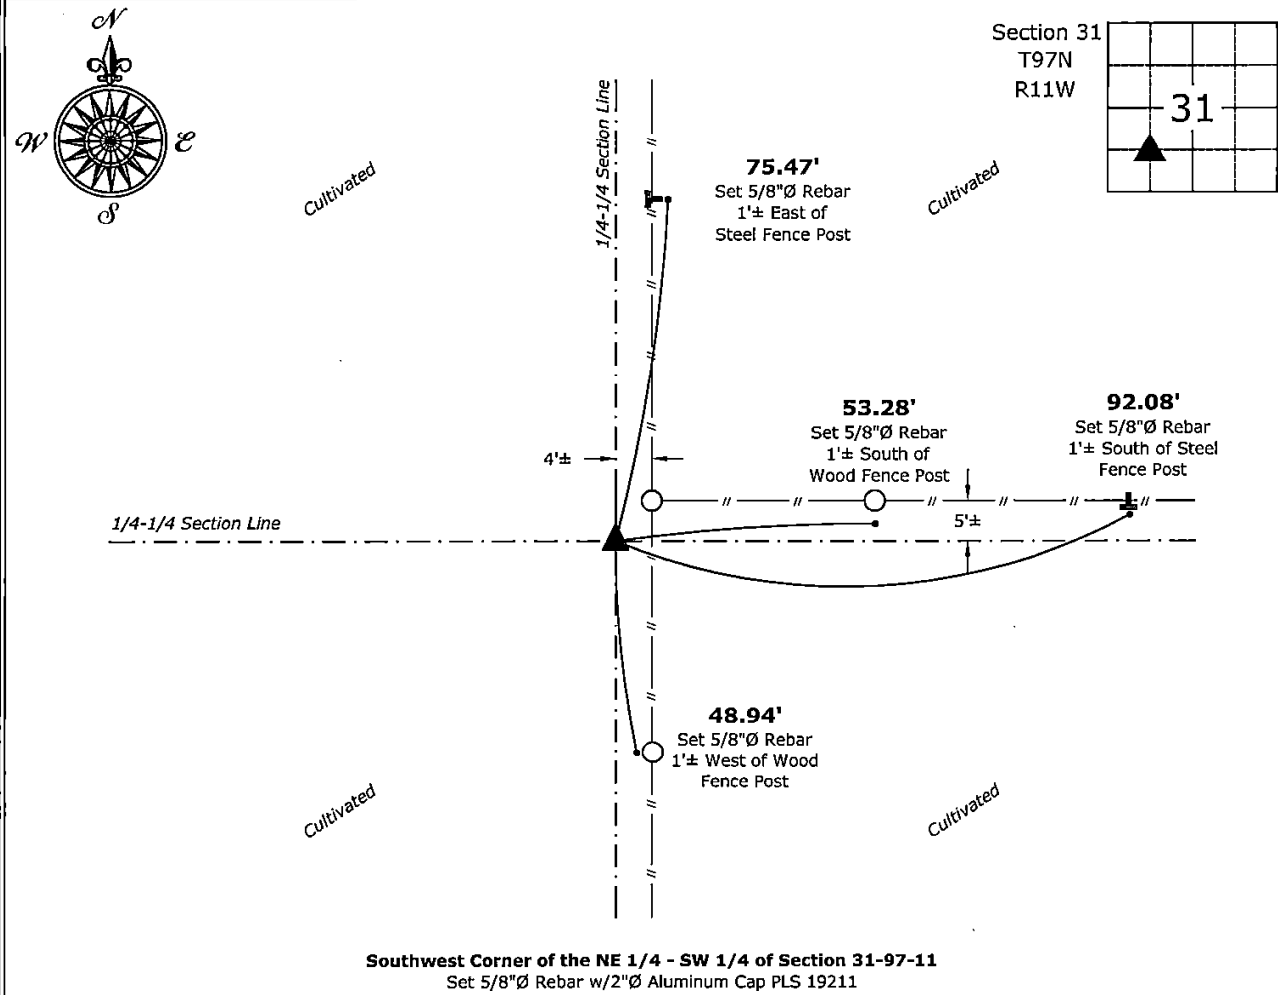 N
W
E
S
Section 31
T97N
R11W
31
1/4-1/4 Section Line
Cultivated
75.47'
Set 5/8"Ø Rebar
1'± East of
Steel Fence Post
Cultivated
53.28'
Set 5/8"Ø Rebar
1'± South of
Wood Fence Post
92.08'
Set 5/8"Ø Rebar
1'± South of Steel
Fence Post
4'±
5'±
1/4-1/4 Section Line
48.94'
Set 5/8"Ø Rebar
1'± West of Wood
Fence Post
Cultivated
Cultivated
Southwest Corner of the NE 1/4 - SW 1/4 of Section 31-97-11
Set 5/8"Ø Rebar w/2"Ø Aluminum Cap PLS 19211